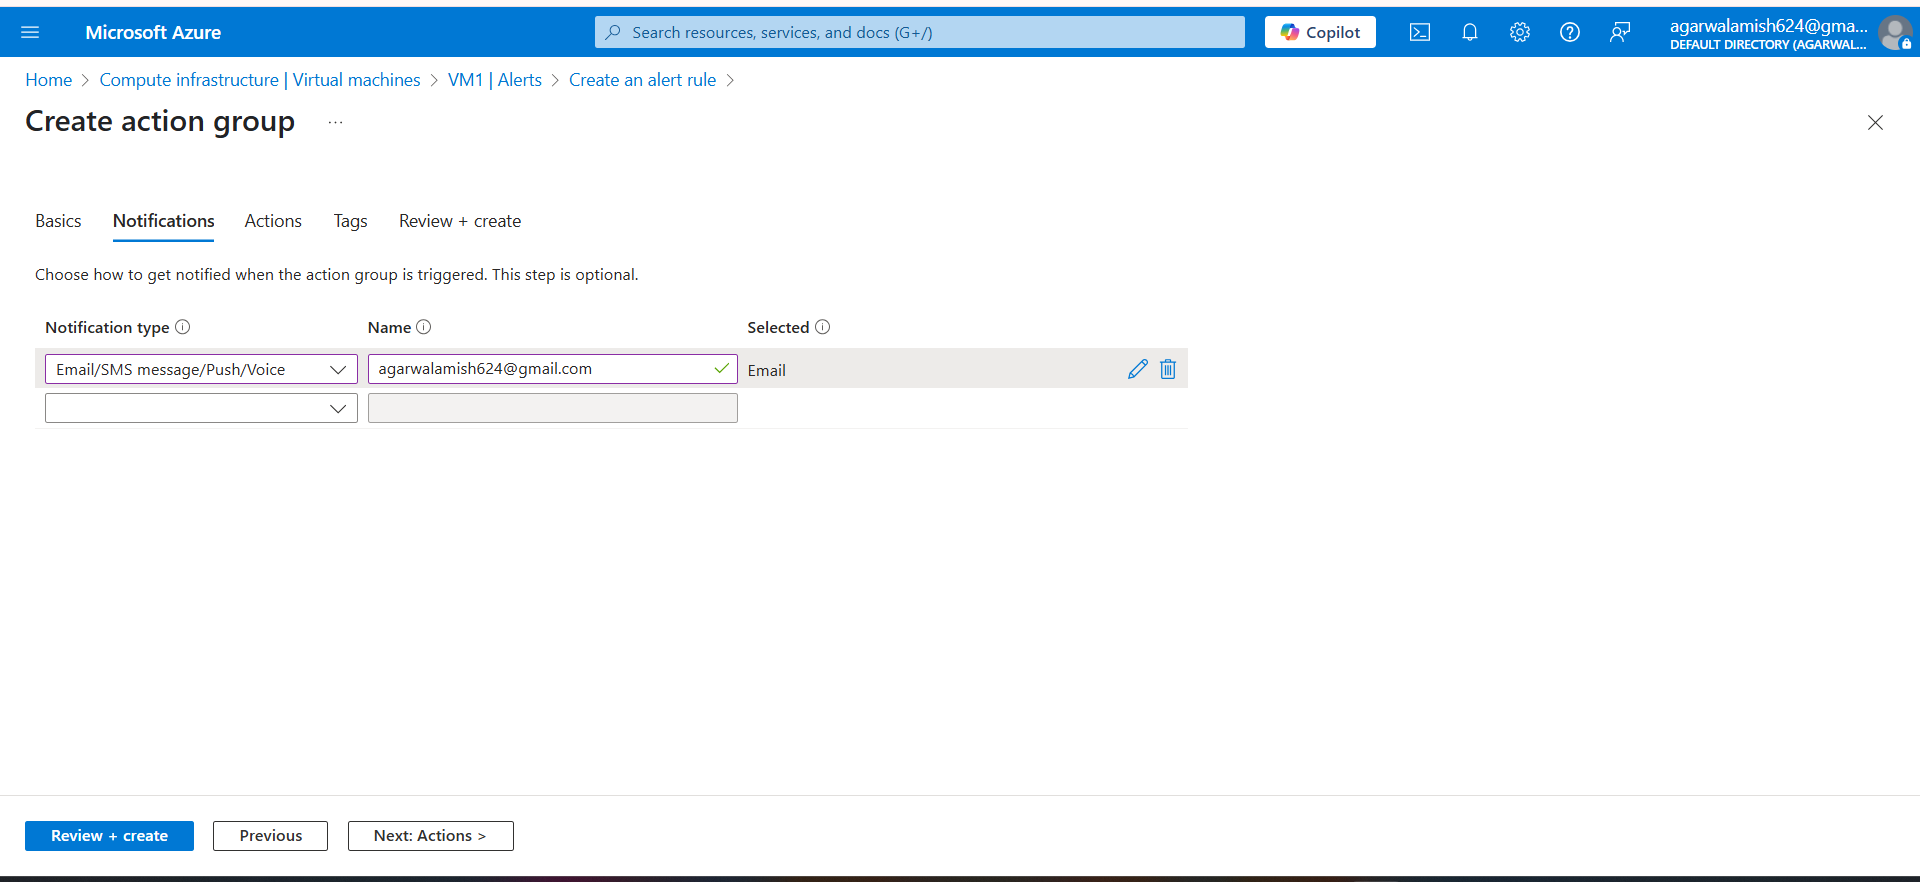 Microsoft Azure
Search resources, services, and docs (G+/)
Copilot
agarwalamish624@gma...
DEFAULT DIRECTORY (AGARWAL...
Home > Compute infrastructure | Virtual machines > VM1 | Alerts > Create an alert rule >
Create action group ...
Basics Notifications Actions Tags Review + create
Choose how to get notified when the action group is triggered. This step is optional.
Notification type Name Selected
Email/SMS message/Push/Voice agarwalamish624@gmail.com Email
Review + create Previous Next: Actions >